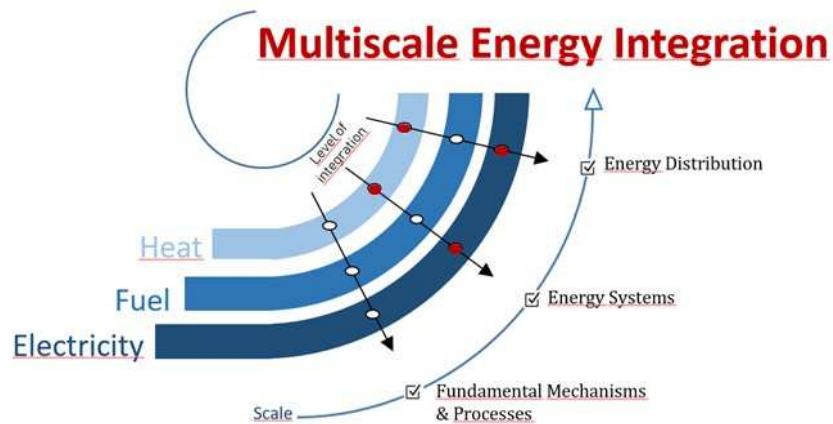 Multiscale Energy Integration
Level of
integration
Energy Distribution
Heat
Fuel
Energy Systems
Electricity
Fundamental Mechanisms
& Processes
Scale